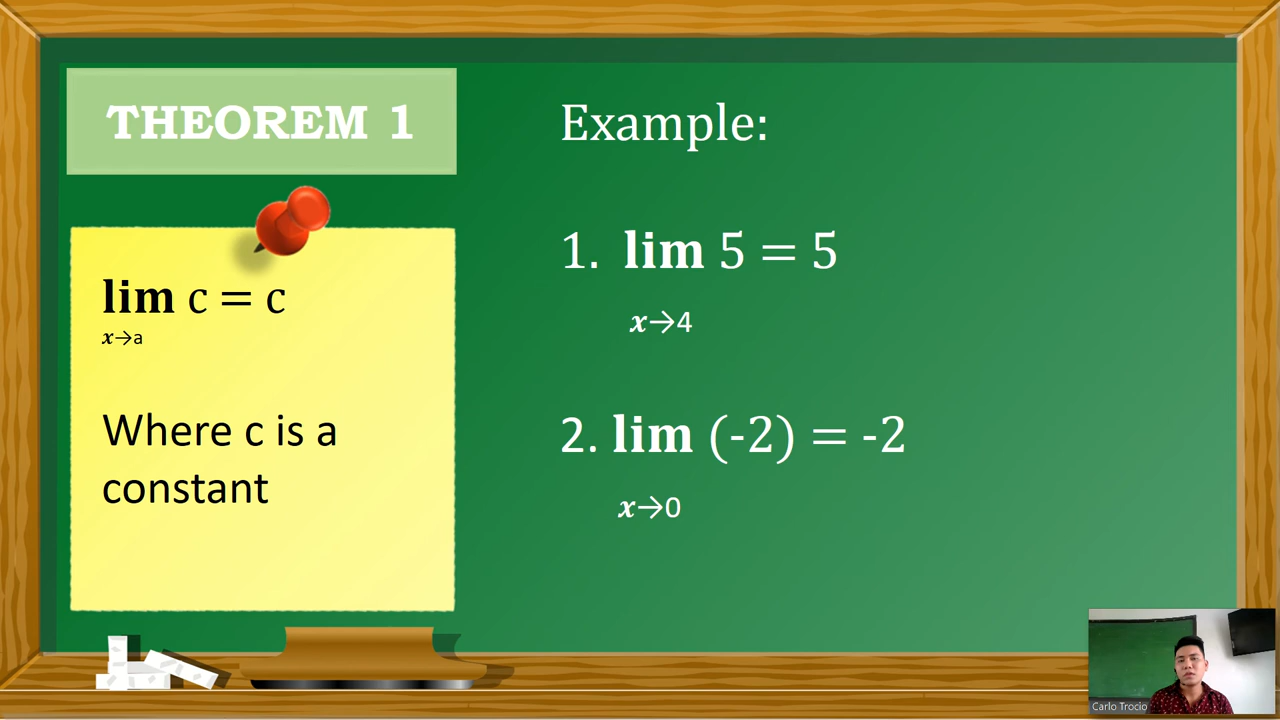 THEOREM 1
lim c = c
x→a
Where c is a
constant
Example:
1. lim 5 = 5
x→4
2. lim (-2) = -2
x→0
Carlo Trocio